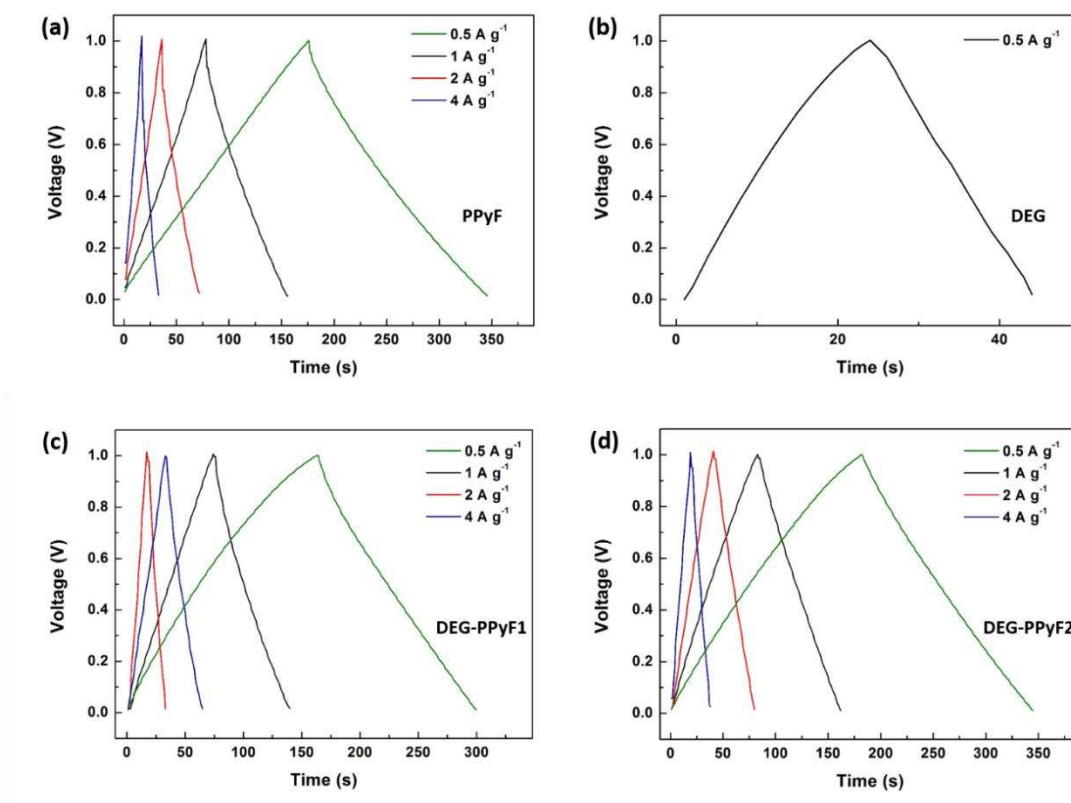 (a)
0.5 A g⁻¹
1 A g⁻¹
2 A g⁻¹
4 A g⁻¹
PPyF
Voltage (V)
1.0
0.8
0.6
0.4
0.2
0.0
0 50 100 150 200 250 300 350
Time (s)
(b)
0.5 A g⁻¹
DEG
Voltage (V)
1.0
0.8
0.6
0.4
0.2
0.0
0 20 40
Time (s)
(c)
0.5 A g⁻¹
1 A g⁻¹
2 A g⁻¹
4 A g⁻¹
DEG-PPyF1
Voltage (V)
1.0
0.8
0.6
0.4
0.2
0.0
0 50 100 150 200 250 300
Time (s)
(d)
0.5 A g⁻¹
1 A g⁻¹
2 A g⁻¹
4 A g⁻¹
DEG-PPyF2
Voltage (V)
1.0
0.8
0.6
0.4
0.2
0.0
0 50 100 150 200 250 300 350
Time (s)